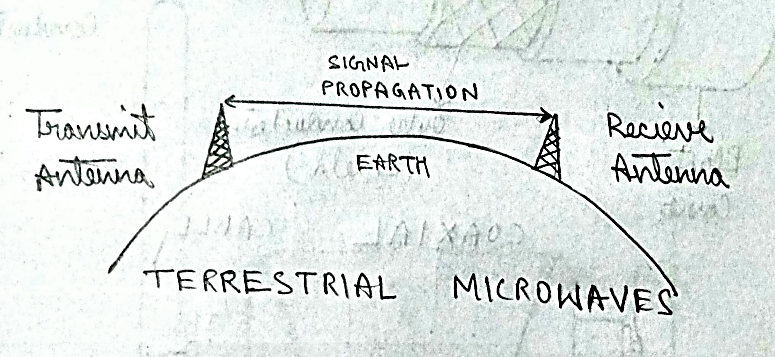 SIGNAL
PROPAGATION
Transmit
Antenna
Recieve
Antenna
EARTH
TERRESTRIAL MICROWAVES